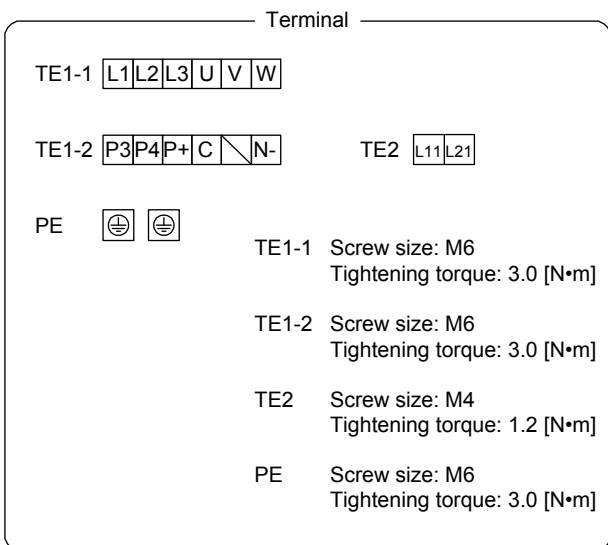 Terminal
TE1-1 L1 L2 L3 U V W
TE1-2 P3 P4 P+ C N- TE2 L11 L21
PE
TE1-1 Screw size: M6
Tightening torque: 3.0 [N•m]
TE1-2 Screw size: M6
Tightening torque: 3.0 [N•m]
TE2 Screw size: M4
Tightening torque: 1.2 [N•m]
PE Screw size: M6
Tightening torque: 3.0 [N•m]